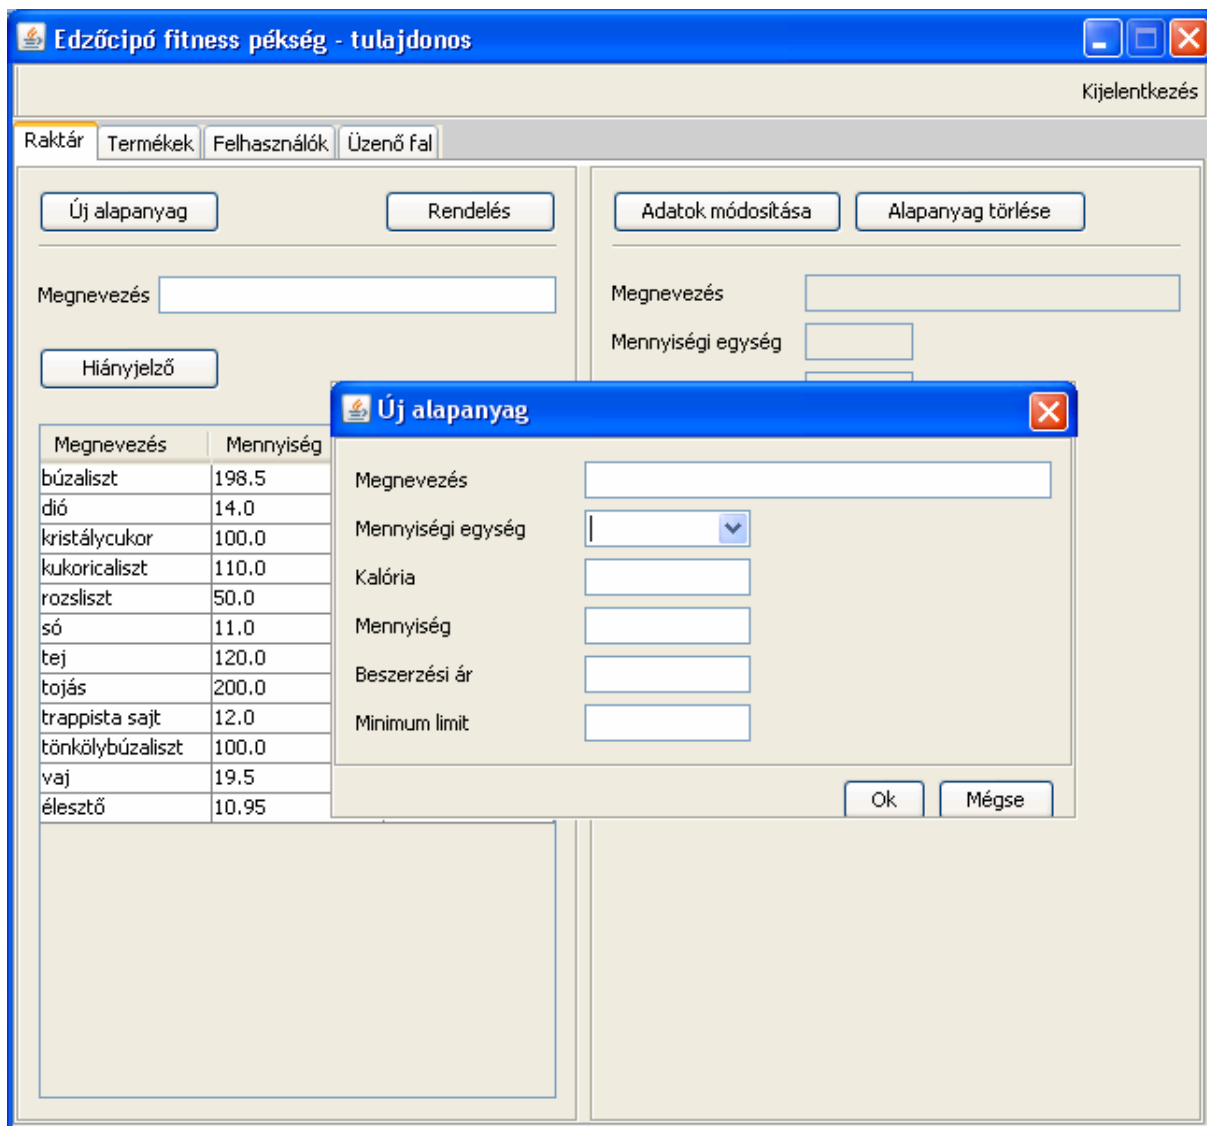 Edzőcipó fitness pékség - tulajdonos
Kijelentkezés
Raktár Termékek Felhasználók Üzenő fal
Új alapanyag Rendelés
Megnevezés
Hiányjelző
Megnevezés Mennyiség
búzaliszt 198.5
dió 14.0
kristálycukor 100.0
kukoricaliszt 110.0
rozsliszt 50.0
só 11.0
tej 120.0
tojás 200.0
trappista sajt 12.0
tönkölybúzaliszt 100.0
vaj 19.5
élesztő 10.95
Adatok módosítása Alapanyag törlése
Megnevezés
Mennyiségi egység
Új alapanyag
Megnevezés
Mennyiségi egység
Kalória
Mennyiség
Beszerzési ár
Minimum limit
Ok Mégse